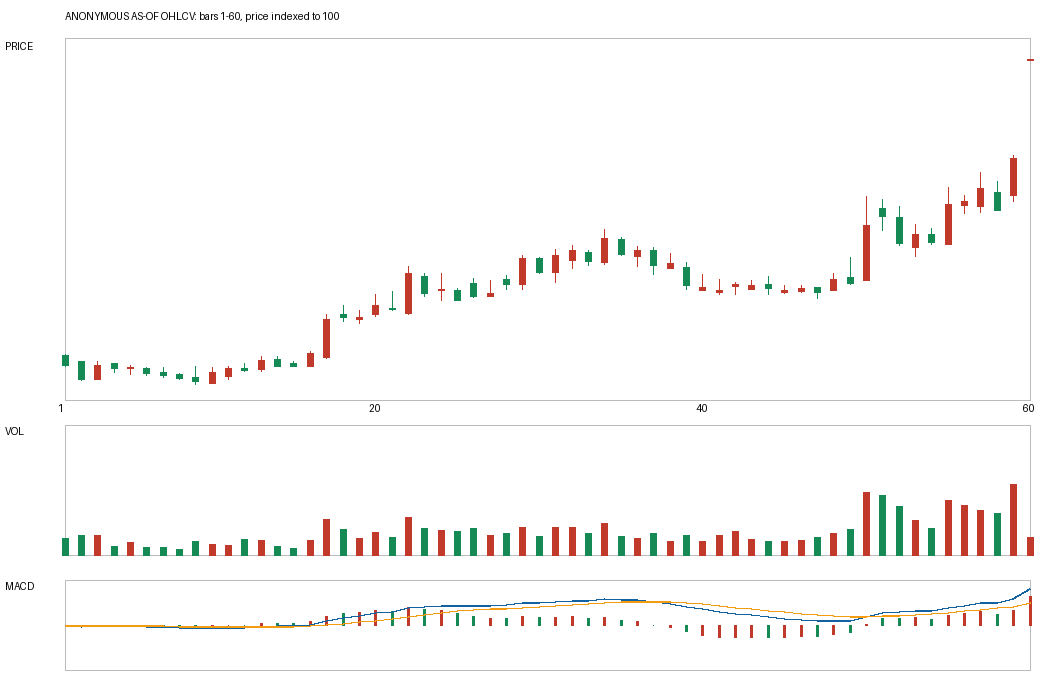 ANONYMOUS AS-OF OHLCV: bars 1-60, price indexed to 100
PRICE
1 20 40 60
VOL
MACD